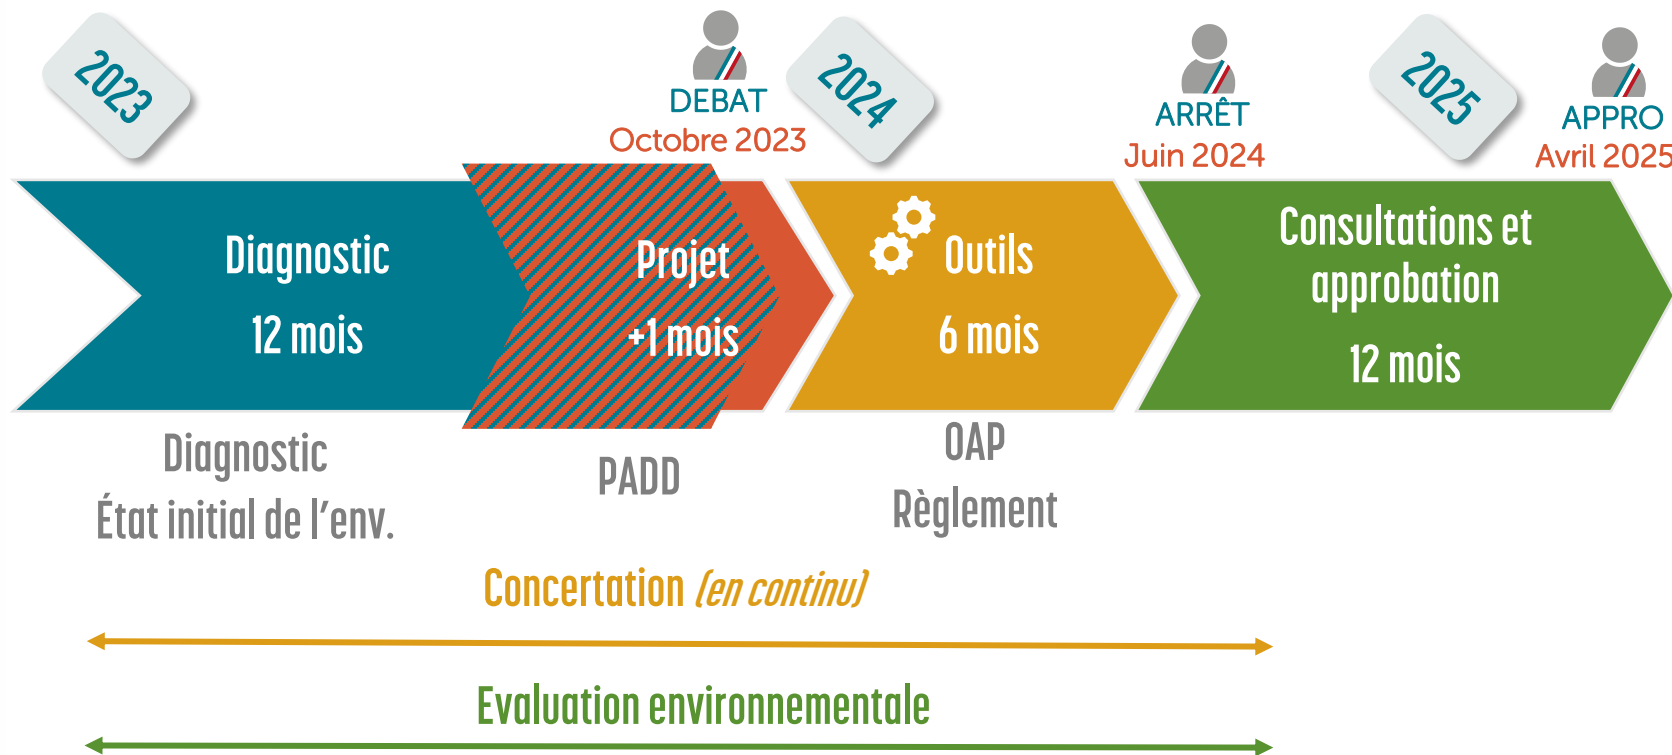 2023
DEBAT
Octobre 2023
2024
ARRÊT
Juin 2024
2025
APPRO
Avril 2025
Diagnostic
12 mois
Projet
+1 mois
Outils
6 mois
Consultations et
approbation
12 mois
Diagnostic
État initial de l'env.
PADD
OAP
Règlement
Concertation (en continu)
Evaluation environnementale